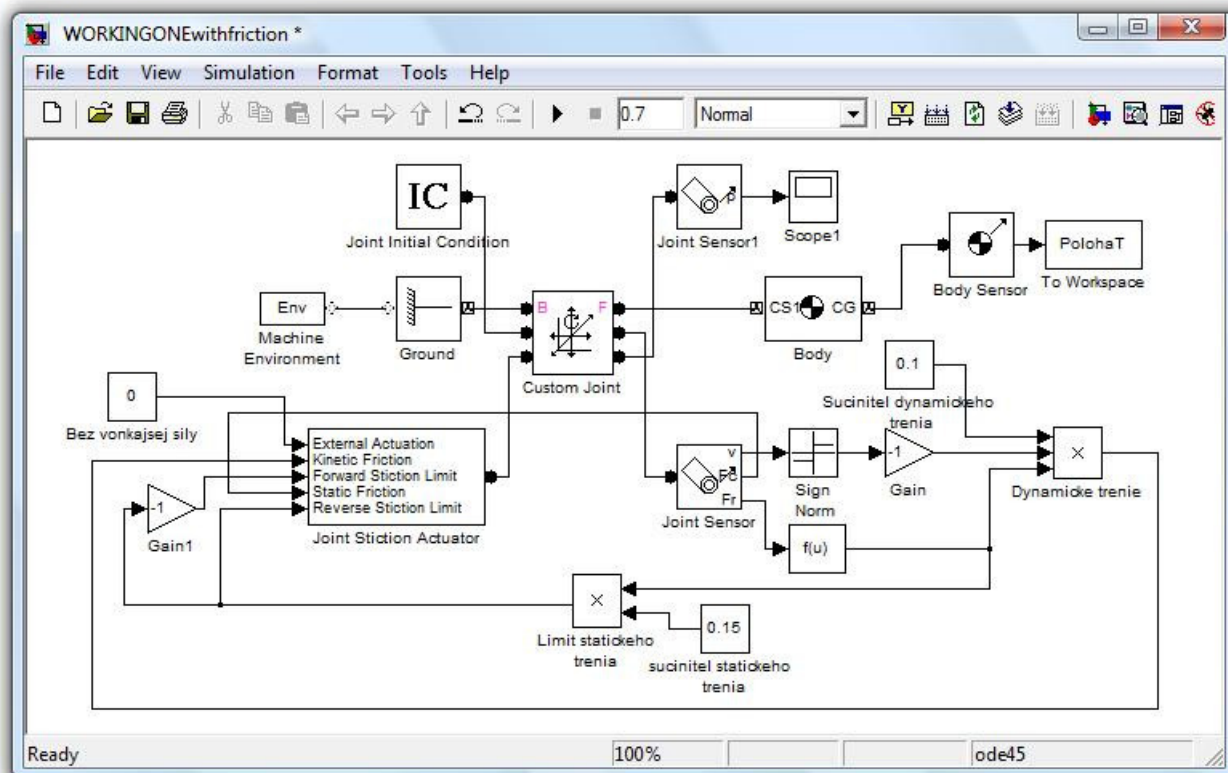 WORKINGONEwithfriction *
File Edit View Simulation Format Tools Help
0.7
Normal
IC
Joint Initial Condition
p
Joint Sensor1
Scope1
Body Sensor
PolohaT
To Workspace
Env
Machine
Environment
Ground
B
C
F
Custom Joint
CS1
CG
Body
0
Bez vonkajsej sily
0.1
Sucinitel dynamickeho
trenia
External Actuation
Kinetic Friction
Forward Stiction Limit
Static Friction
Reverse Stiction Limit
Joint Stiction Actuator
-1
Gain1
v
Fc
Fr
Joint Sensor
Sign
Norm
-1
Gain
×
Dynamicke trenie
f(u)
×
Limit statickeho
trenia
0.15
sucinitel statickeho
trenia
Ready
100%
ode45